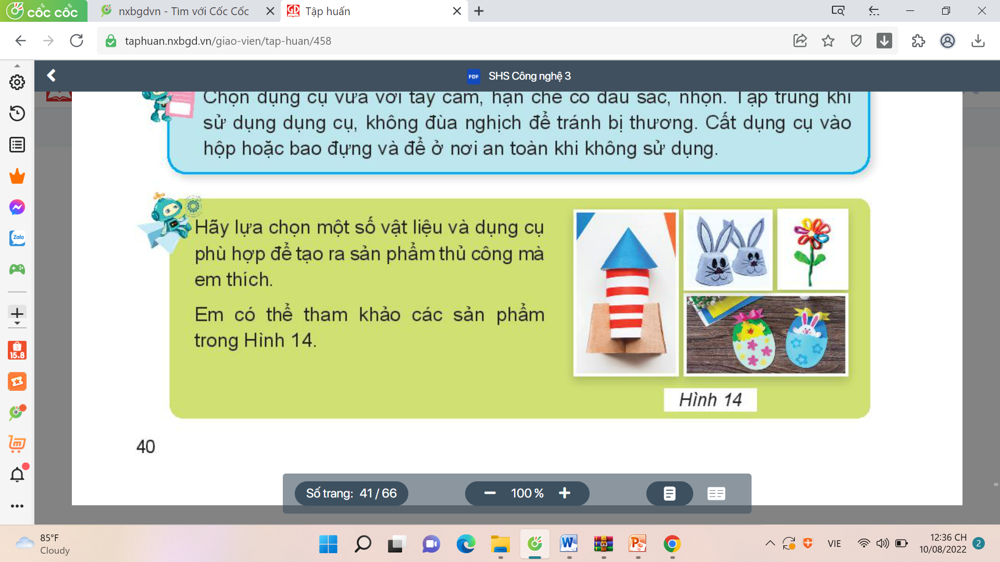 cốc cốc
nxbgdvn - Tìm với Cốc Cốc
Tập huấn
taphuan.nxbgd.vn/giao-vien/tap-huan/458
PDF
SHS Công nghệ 3
Chọn dụng cụ vừa với tay cầm, hạn chế có đầu sắc, nhọn. Tập trung khi
sử dụng dụng cụ, không đùa nghịch để tránh bị thương. Cất dụng cụ vào
hộp hoặc bao đựng và để ở nơi an toàn khi không sử dụng.
Hãy lựa chọn một số vật liệu và dụng cụ
phù hợp để tạo ra sản phẩm thủ công mà
em thích.
Em có thể tham khảo các sản phẩm
trong Hình 14.
Hình 14
40
Số trang: 41 / 66
100 %
Zalo
15.8
85°F
Cloudy
VIE
12:36 CH
10/08/2022
2